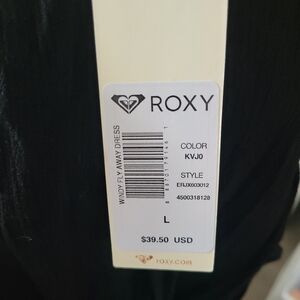 ROXY
COLOR
KVJ0
STYLE
ERJX603012
4500318128
WINDY FLY AWAY DRESS
L
$39.50 USD
roxy.com